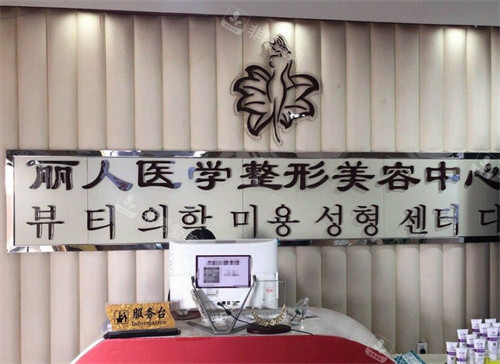 丽人医学整形美容中心
뷰티의학미용성형센터 다
服务台
Information